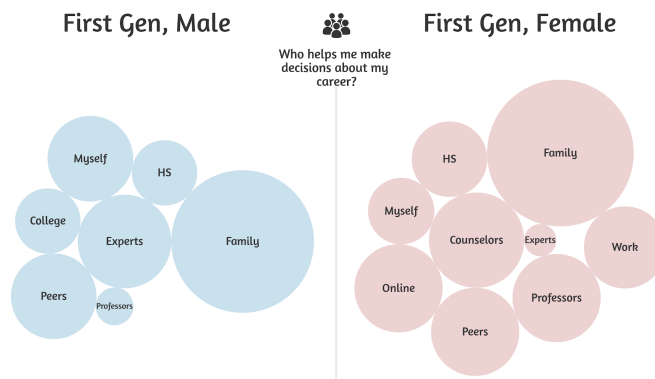 First Gen, Male
First Gen, Female
Who helps me make
decisions about my
career?
Myself
HS
College
Experts
Family
Peers
Professors
Family
HS
Myself
Counselors
Experts
Work
Online
Professors
Peers